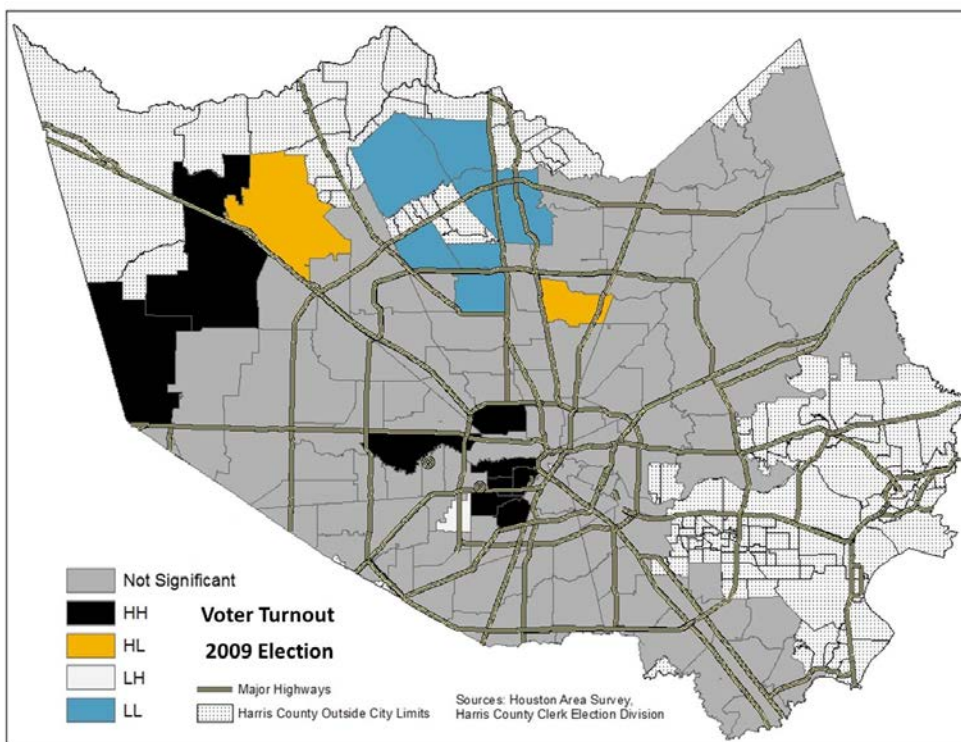 Not Significant
HH
HL
LH
LL
Voter Turnout
2009 Election
Major Highways
Harris County Outside City Limits
Sources: Houston Area Survey,
Harris County Clerk Election Division